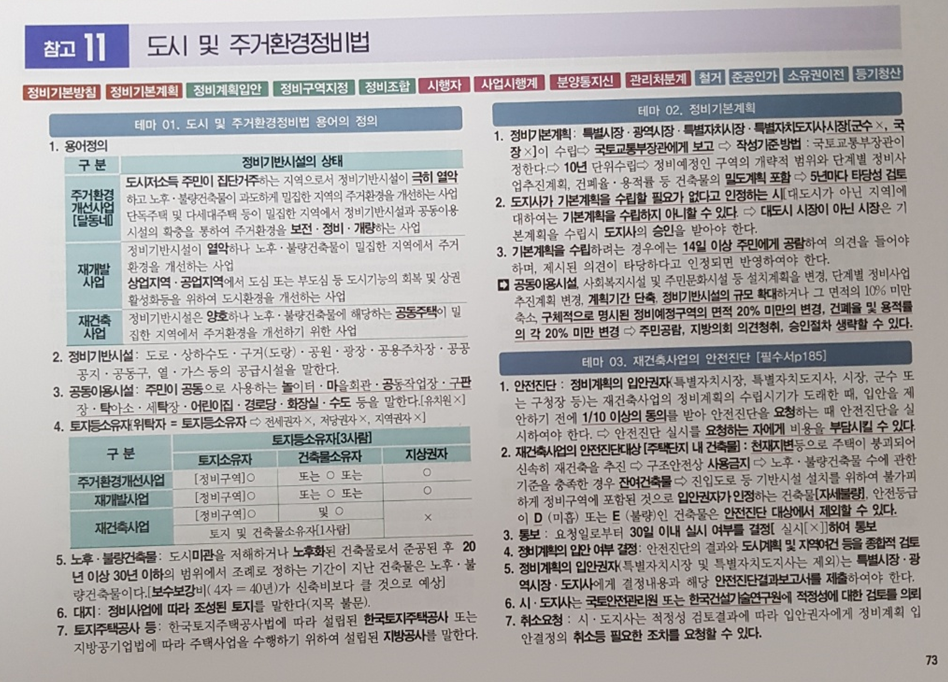 참고 11 도시 및 주거환경정비법
정비기본방침 정비기본계획 정비계획입안 정비구역지정 정비조합 시행자 사업시행계 분양통지신 관리처분계 철거 준공인가 소유권이전 등기청산
테마 01. 도시 및 주거환경정비법 용어의 정의
1. 용어정의
구 분 정비기반시설의 상태
주거환경
개선사업
[달동네]
도시저소득 주민이 집단거주하는 지역으로서 정비기반시설이 극히 열악
하고 노후·불량건축물이 과도하게 밀집한 지역의 주거환경을 개선하는 사업
단독주택 및 다세대주택 등이 밀집한 지역에서 정비기반시설과 공동이용
시설의 확충을 통하여 주거환경을 보전·정비·개량하는 사업
재개발
사업
정비기반시설이 열악하나 노후·불량건축물이 밀집한 지역에서 주거
환경을 개선하는 사업
상업지역·공업지역에서 도심 또는 부도심 등 도시기능의 회복 및 상권
활성화등을 위하여 도시환경을 개선하는 사업
재건축
사업
정비기반시설은 양호하나 노후·불량건축물에 해당하는 공동주택이 밀
집한 지역에서 주거환경을 개선하기 위한 사업
2. 정비기반시설: 도로·상하수도·구거(도랑)·공원·광장·공용주차장·공공
공지·공동구, 열·가스 등의 공급시설을 말한다.
3. 공동이용시설: 주민이 공동으로 사용하는 놀이터·마을회관·공동작업장·구판
장·탁아소·세탁장·어린이집·경로당·화장실·수도 등을 말한다.[유치원×]
4. 토지등소유자:위탁자 = 토지등소유자 ⇨ 전세권자×, 저당권자×, 지역권자×]
구 분 토지등소유자[3사람]
토지소유자 건축물소유자 지상권자
주거환경개선사업 [정비구역]○ 또는 ○ 또는 ○
재개발사업 [정비구역]○ 또는 ○ 또는 ○
재건축사업 [정비구역]○ 및 ○ ×
토지 및 건축물소유자[1사람]
5. 노후·불량건축물: 도시미관을 저해하거나 노후화된 건축물로서 준공된 후 20
년 이상 30년 이하의 범위에서 조례로 정하는 기간이 지난 건축물은 노후·불
량건축물이다.[보수보강비(4자=40년)가 신축비보다 클 것으로 예상]
6. 대지: 정비사업에 따라 조성된 토지를 말한다(지목 불문).
7. 토지주택공사 등: 한국토지주택공사법에 따라 설립된 한국토지주택공사 또는
지방공기업법에 따라 주택사업을 수행하기 위하여 설립된 지방공사를 말한다.
테마 02. 정비기본계획
1. 정비기본계획: 특별시장·광역시장·특별자치시장·특별자치도지사·시장[군수×, 국
장×]이 수립⇨ 국토교통부장관에게 보고 ⇨ 작성기준·방법: 국토교통부장관이
정한다.⇨ 10년 단위수립⇨ 정비예정인 구역의 개략적 범위와 단계별 정비사
업추진계획, 건폐율·용적률 등 건축물의 밀도계획 포함 ⇨ 5년마다 타당성 검토
2. 도지사가 기본계획을 수립할 필요가 없다고 인정하는 시[대도시가 아닌 지역]에
대하여는 기본계획을 수립하지 아니할 수 있다. ⇨ 대도시 시장이 아닌 시장은 기
본계획을 수립시 도지사의 승인을 받아야 한다.
3. 기본계획을 수립하려는 경우에는 14일 이상 주민에게 공람하여 의견을 들어야
하며, 제시된 의견이 타당하다고 인정되면 반영하여야 한다.
➡ 공동이용시설, 사회복지시설 및 주민문화시설 등 설치계획을 변경, 단계별 정비사업
추진계획 변경, 계획기간 단축, 정비기반시설의 규모 확대하거나 그 면적의 10% 미만
축소, 구체적으로 명시된 정비예정구역의 면적 20% 미만의 변경, 건폐율 및 용적률
의 각 20% 미만 변경 ⇨ 주민공람, 지방의회 의견청취, 승인절차 생략할 수 있다.
테마 03. 재건축사업의 안전진단 [필수서p185]
1. 안전진단 : 정비계획의 입안권자(특별자치시장, 특별자치도지사, 시장, 군수 또
는 구청장 등)는 재건축사업의 정비계획의 수립시기가 도래한 때, 입안을 제
안하기 전에 1/10 이상의 동의를 받아 안전진단을 요청하는 때 안전진단을 실
시하여야 한다. ⇨ 안전진단 실시를 요청하는 자에게 비용을 부담시킬 수 있다.
2. 재건축사업의 안전진단대상 [주택단지 내 건축물] : 천재지변등으로 주택이 붕괴되어
신속히 재건축을 추진 ⇨ 구조안전상 사용금지 ⇨ 노후·불량건축물 수에 관한
기준을 충족한 경우 잔여건축물 ⇨ 진입도로 등 기반시설 설치를 위하여 불가피
하게 정비구역에 포함된 것으로 입안권자가 인정하는 건축물[자세불량], 안전등급
이 D (미흡) 또는 E (불량)인 건축물은 안전진단 대상에서 제외할 수 있다.
3. 통보 : 요청일로부터 30일 이내 실시 여부를 결정[ 실시[×]]하여 통보
4. 정비계획의 입안 여부 결정: 안전진단의 결과와 도시계획 및 지역여건 등을 종합적 검토
5. 정비계획의 입안권자(특별자치시장 및 특별자치도지사는 제외)는 특별시장·광
역시장·도지사에게 결정내용과 해당 안전진단결과보고서를 제출하여야 한다.
6. 시·도지사는 국토안전관리원 또는 한국건설기술연구원에 적정성에 대한 검토를 의뢰
7. 취소요청 : 시·도지사는 적정성 검토결과에 따라 입안권자에게 정비계획 입
안결정의 취소등 필요한 조치를 요청할 수 있다.
73